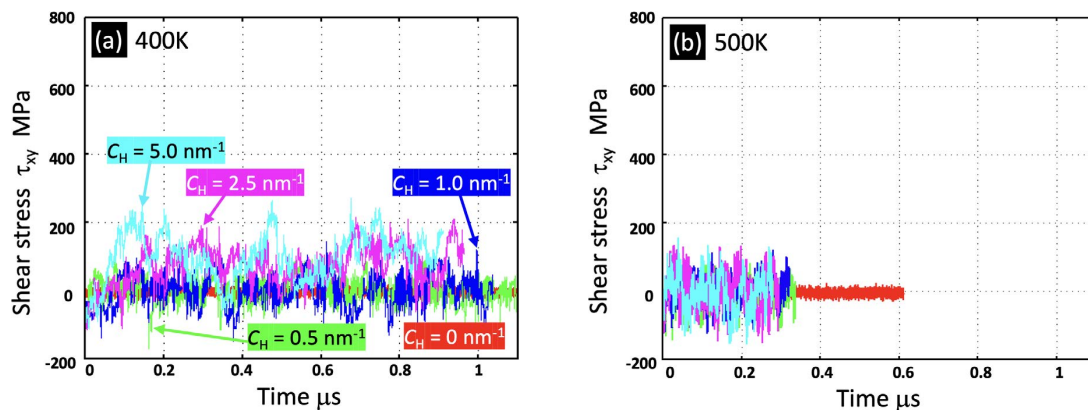 (a) 400K
800
600
400
200
0
-200
Shear stress τxy MPa
CH = 5.0 nm-1
CH = 2.5 nm-1
CH = 1.0 nm-1
CH = 0.5 nm-1
CH = 0 nm-1
0 0.2 0.4 0.6 0.8 1
Time μs
(b) 500K
800
600
400
200
0
-200
Shear stress τxy MPa
0 0.2 0.4 0.6 0.8 1
Time μs